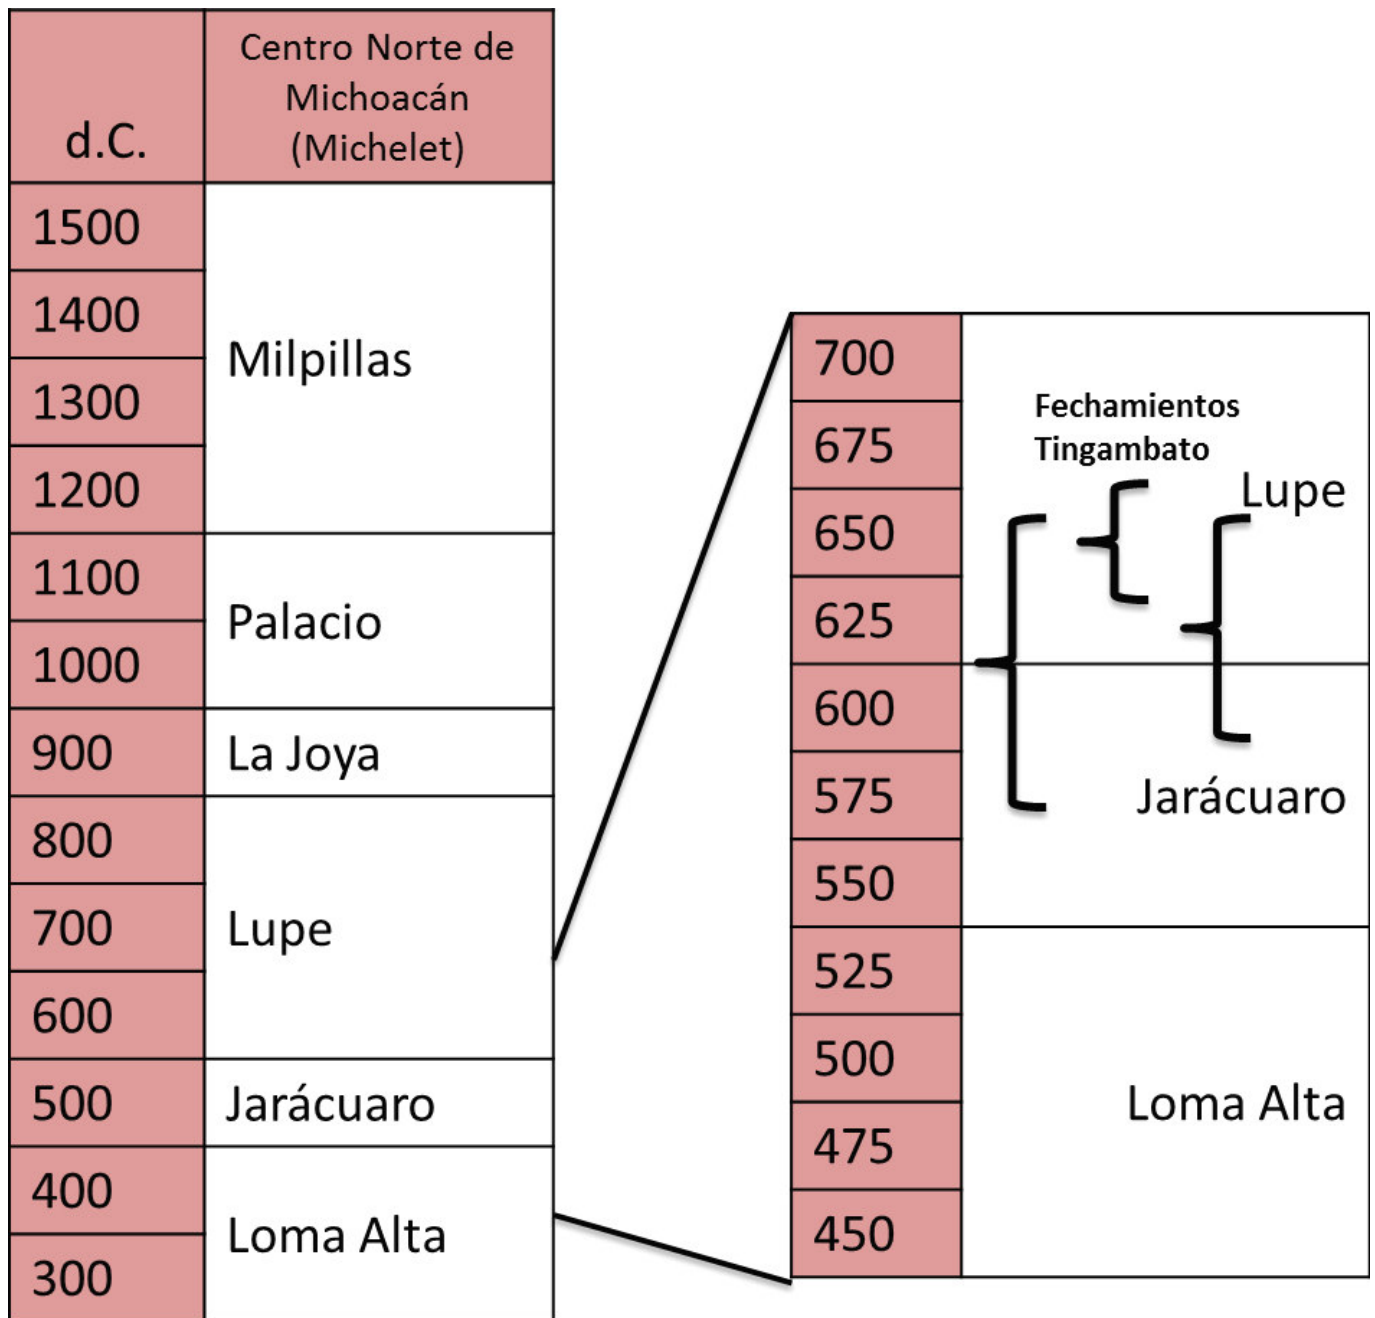 d.C.
Centro Norte de
Michoacán
(Michelet)
1500
1400
1300
1200
Milpillas
1100
1000
Palacio
900
La Joya
800
700
600
Lupe
500
Jarácuaro
400
300
Loma Alta
700
675
650
625
Fechamientos
Tingambato
Lupe
600
575
550
Jarácuaro
525
500
475
450
Loma Alta